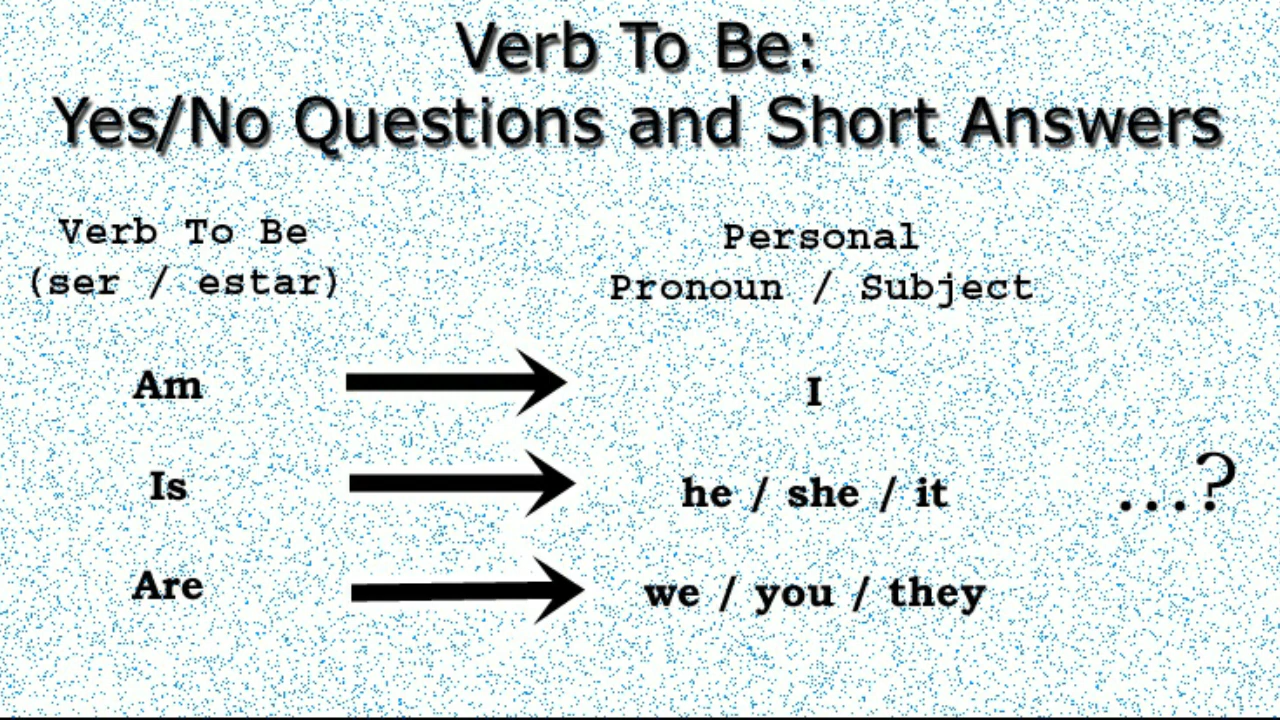 Verb To Be:
Yes/No Questions and Short Answers
Verb To Be
(ser / estar)
Personal
Pronoun / Subject
Am
I
Is
he / she / it
...?
Are
we / you / they